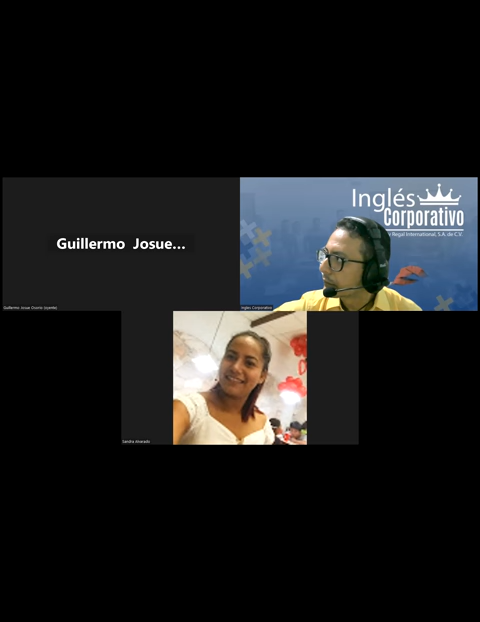 Guillermo Josue...
Inglés
Corporativo
Regal International, S.A. de C.V.
Guillermo Josue Osorio (oyente)
Inglés Corporativo
Sandra Alvarado